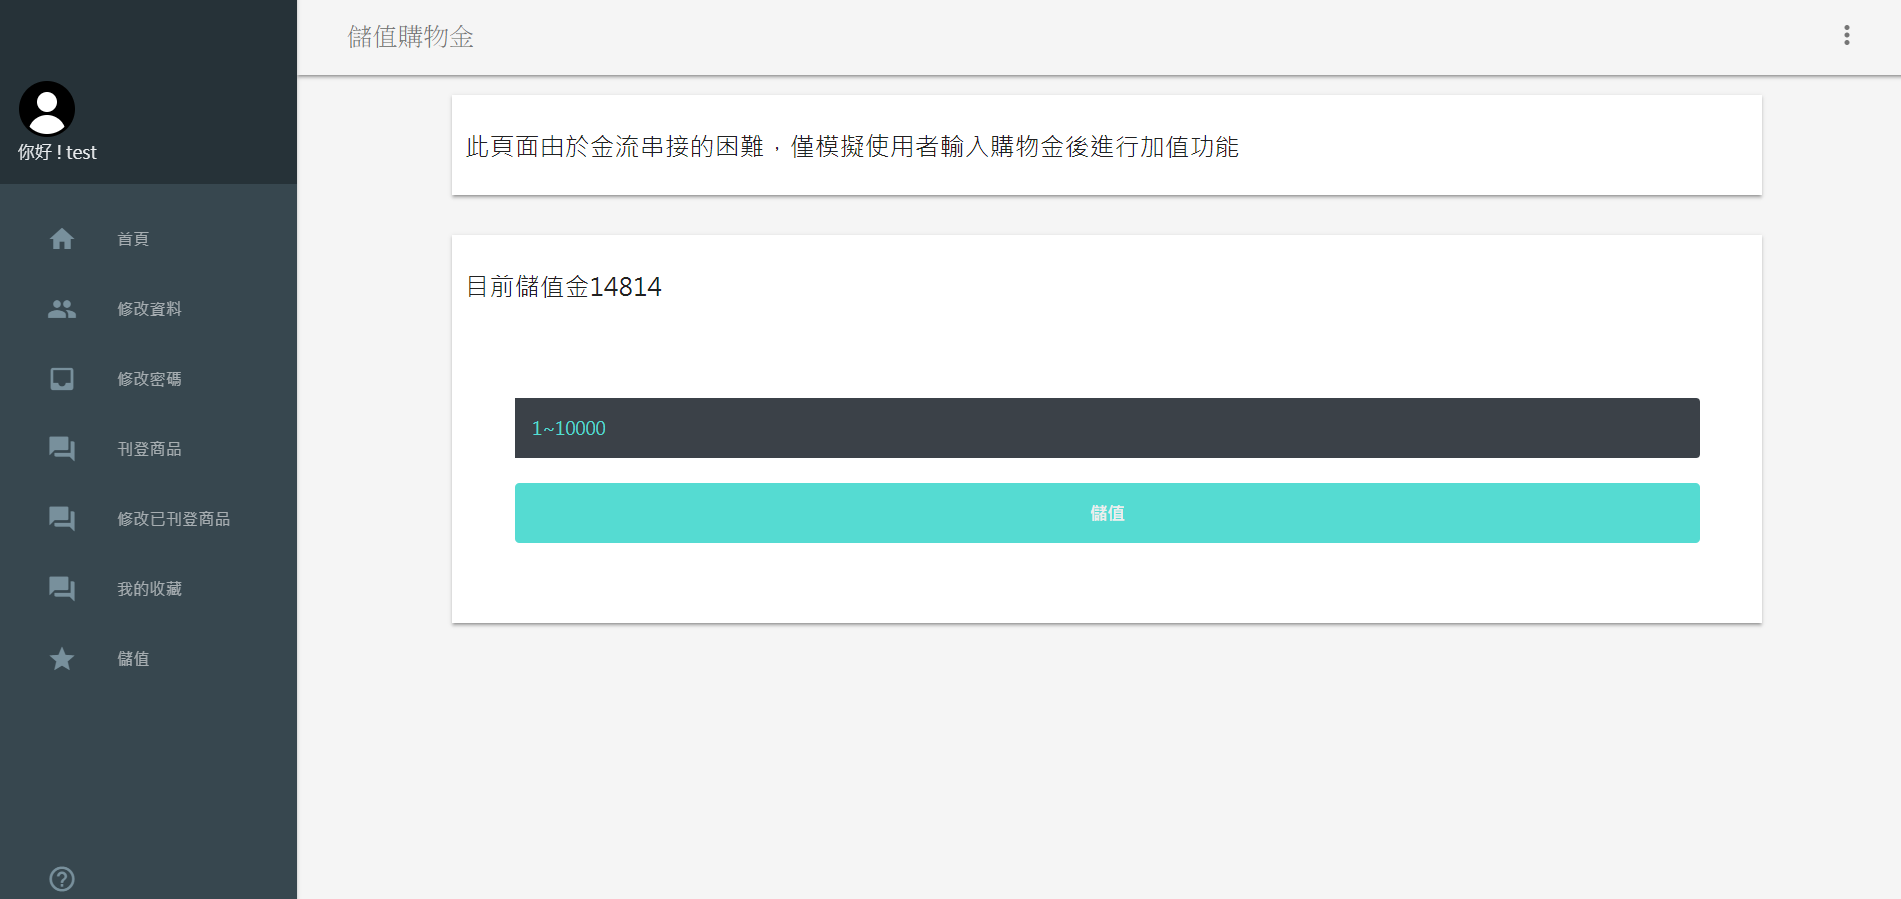 儲值購物金
你好 ! test
首頁
修改資料
修改密碼
刊登商品
修改已刊登商品
我的收藏
儲值
此頁面由於金流串接的困難，僅模擬使用者輸入購物金後進行加值功能
目前儲值金14814
1~10000
儲值